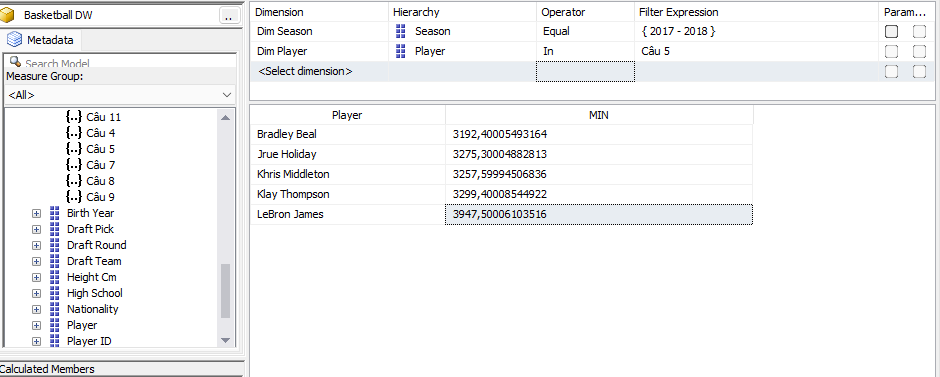 Basketball DW
..
Metadata
Search Model
Measure Group:
<All>
Câu 11
Câu 4
Câu 5
Câu 7
Câu 8
Câu 9
Birth Year
Draft Pick
Draft Round
Draft Team
Height Cm
High School
Nationality
Player
Player ID
Calculated Members
Dimension Hierarchy Operator Filter Expression Param...
Dim Season Season Equal { 2017 - 2018 }
Dim Player Player In Câu 5
<Select dimension>
Player MIN
Bradley Beal 3192,40005493164
Jrue Holiday 3275,30004882813
Khris Middleton 3257,59994506836
Klay Thompson 3299,40008544922
LeBron James 3947,50006103516